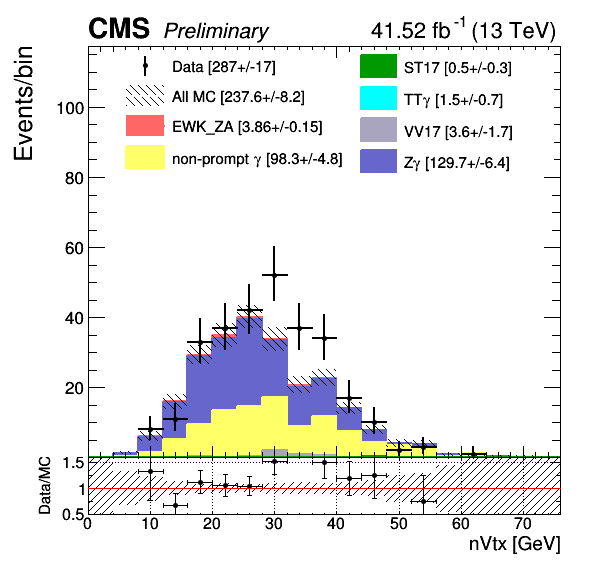 CMS Preliminary 41.52 fb⁻¹ (13 TeV)
Events/bin
Data [287+/-17]
All MC [237.6+/-8.2]
EWK_ZA [3.86+/-0.15]
non-prompt γ [98.3+/-4.8]
ST17 [0.5+/-0.3]
TTγ [1.5+/-0.7]
VV17 [3.6+/-1.7]
Zγ [129.7+/-6.4]
100
80
60
40
20
Data/MC
1.5
1
0.5
0 10 20 30 40 50 60 70
nVtx [GeV]